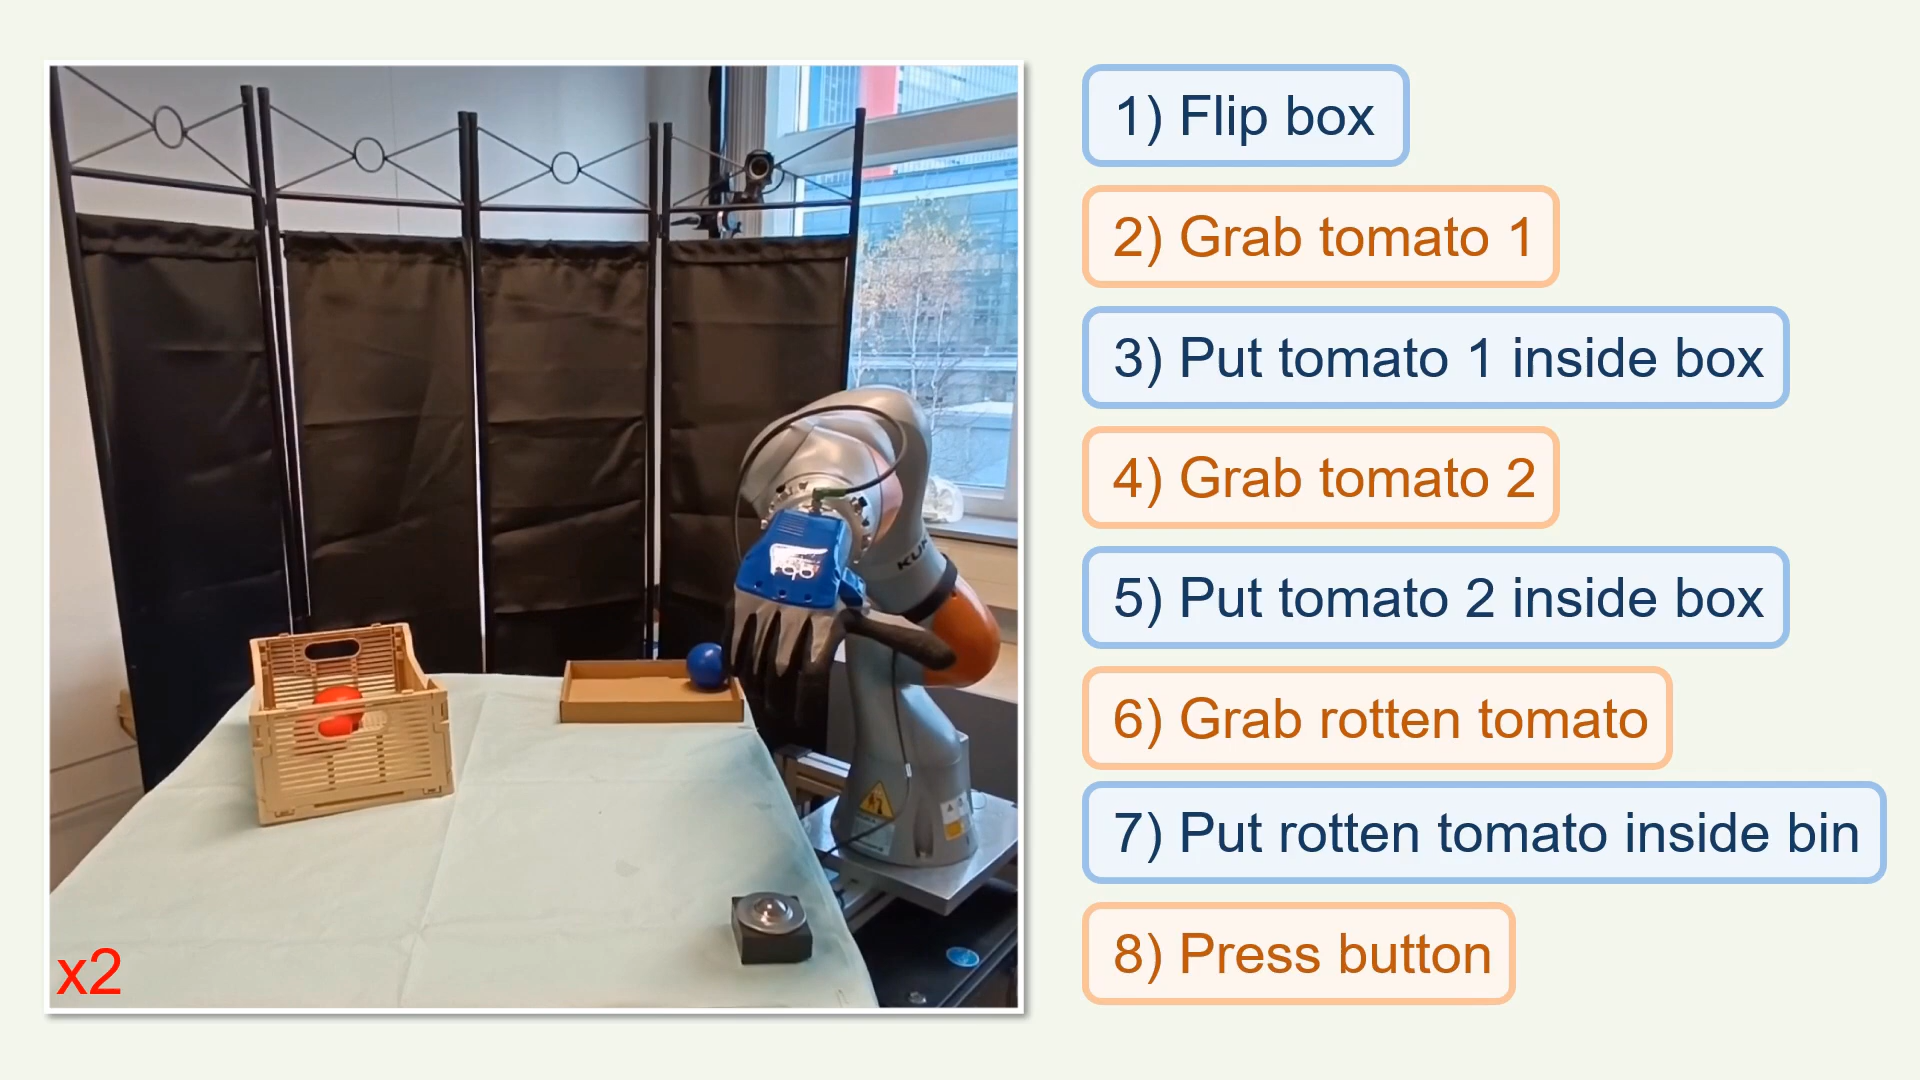 1) Flip box
2) Grab tomato 1
3) Put tomato 1 inside box
4) Grab tomato 2
5) Put tomato 2 inside box
6) Grab rotten tomato
7) Put rotten tomato inside bin
8) Press button
x2